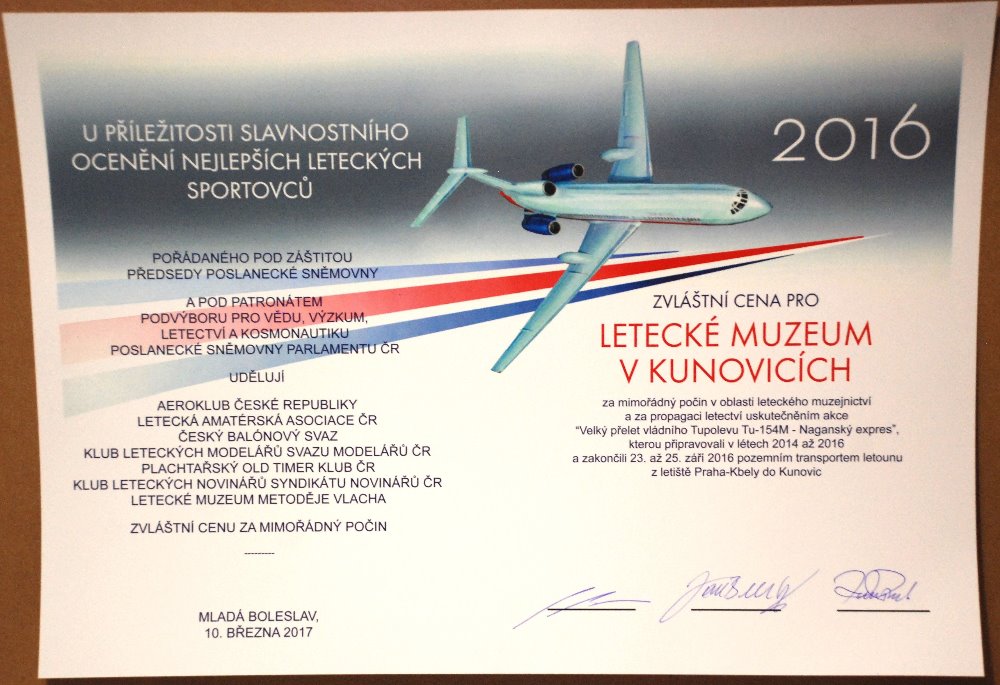 U PŘÍLEŽITOSTI SLAVNOSTNÍHO
OCENĚNÍ NEJLEPŠÍCH LETECKÝCH
SPORTOVCŮ
POŘÁDANÉHO POD ZÁŠTITOU
PŘEDSEDY POSLANECKÉ SNĚMOVNY
A POD PATRONÁTEM
PODVÝBORU PRO VĚDU, VÝZKUM,
LETECTVÍ A KOSMONAUTIKU
POSLANECKÉ SNĚMOVNY PARLAMENTU ČR
UDĚLUJÍ
AEROKLUB ČESKÉ REPUBLIKY
LETECKÁ AMATÉRSKÁ ASOCIACE ČR
ČESKÝ BALÓNOVÝ SVAZ
KLUB LETECKÝCH MODELÁŘŮ SVAZU MODELÁŘŮ ČR
PLACHTAŘSKÝ OLD TIMER KLUB ČR
KLUB LETECKÝCH NOVINÁŘŮ SYNDIKÁTU NOVINÁŘŮ ČR
LETECKÉ MUZEUM METODĚJE VLACHA
ZVLÁŠTNÍ CENU ZA MIMOŘÁDNÝ POČIN
---------
MLADÁ BOLESLAV,
10. BŘEZNA 2017
2016
ZVLÁŠTNÍ CENA PRO
LETECKÉ MUZEUM
V KUNOVICÍCH
za mimořádný počin v oblasti leteckého muzejnictví
a za propagaci letectví uskutečněním akce
"Velký přelet vládního Tupolevu Tu-154M - Naganský expres",
kterou připravovali v létech 2014 až 2016
a zakončili 23. až 25. září 2016 pozemním transportem letounu
z letiště Praha-Kbely do Kunovic